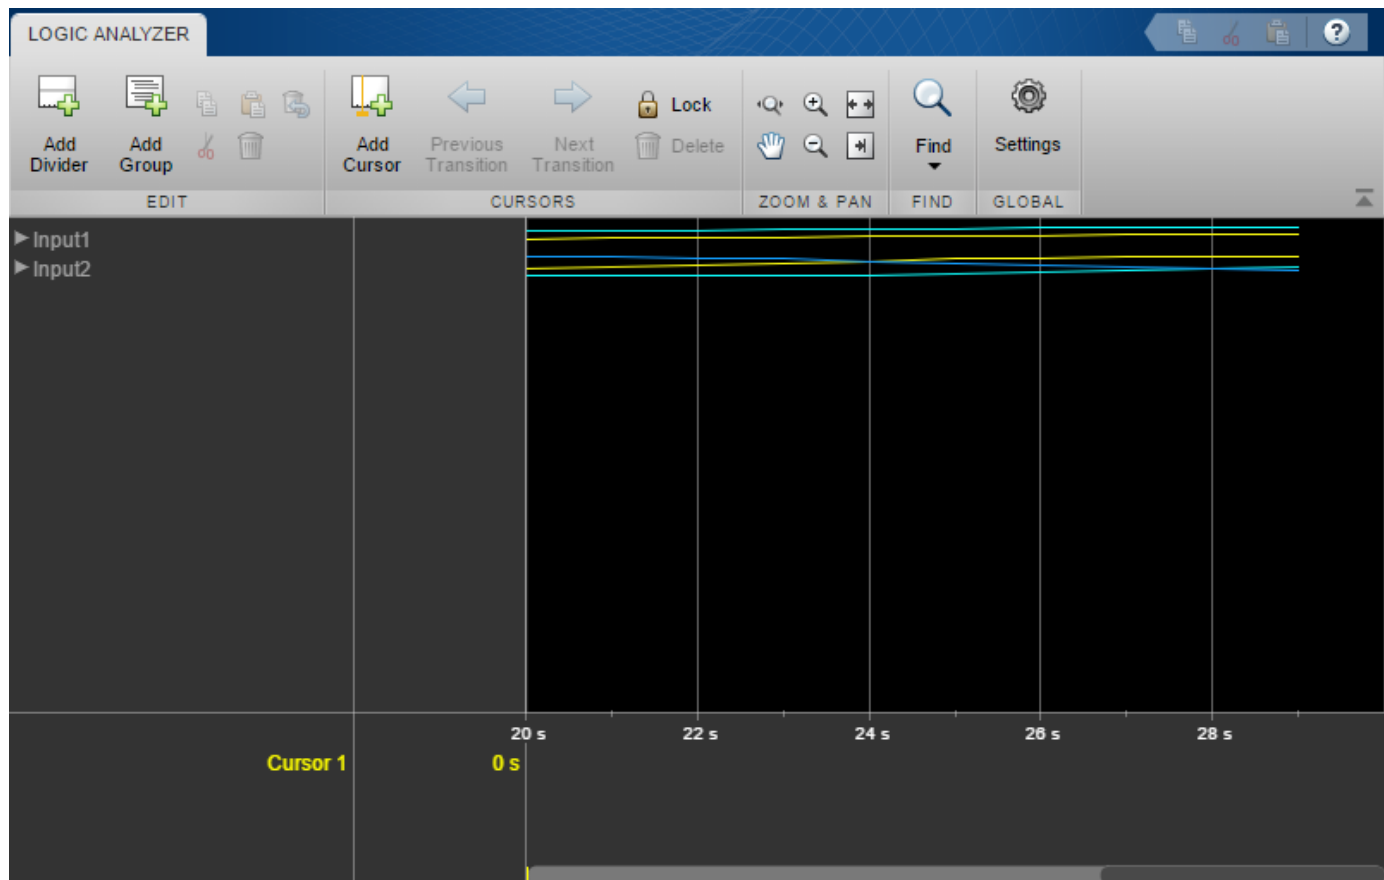 LOGIC ANALYZER
?
Add Divider
Add Group
Add Cursor
Previous Transition
Next Transition
Lock
Delete
Find
Settings
EDIT
CURSORS
ZOOM & PAN
FIND
GLOBAL
Input1
Input2
20 s
22 s
24 s
26 s
28 s
Cursor 1
0 s